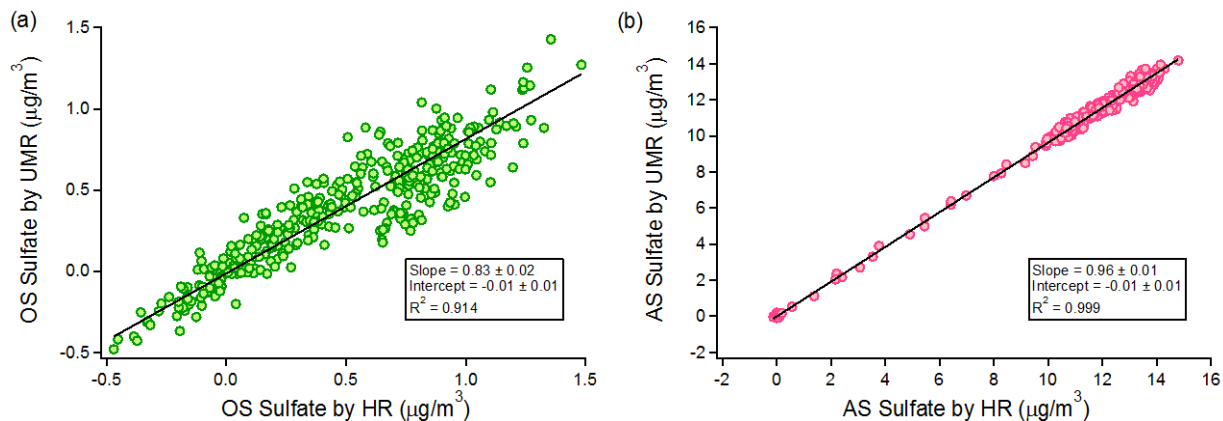 (a)
OS Sulfate by UMR (μg/m³)
1.5
1.0
0.5
0.0
-0.5
-0.5
0.0
0.5
1.0
1.5
OS Sulfate by HR (μg/m³)
Slope = 0.83 ± 0.02
Intercept = -0.01 ± 0.01
R² = 0.914
(b)
AS Sulfate by UMR (μg/m³)
16
14
12
10
8
6
4
2
0
-2
-2
0
2
4
6
8
10
12
14
16
AS Sulfate by HR (μg/m³)
Slope = 0.96 ± 0.01
Intercept = -0.01 ± 0.01
R² = 0.999